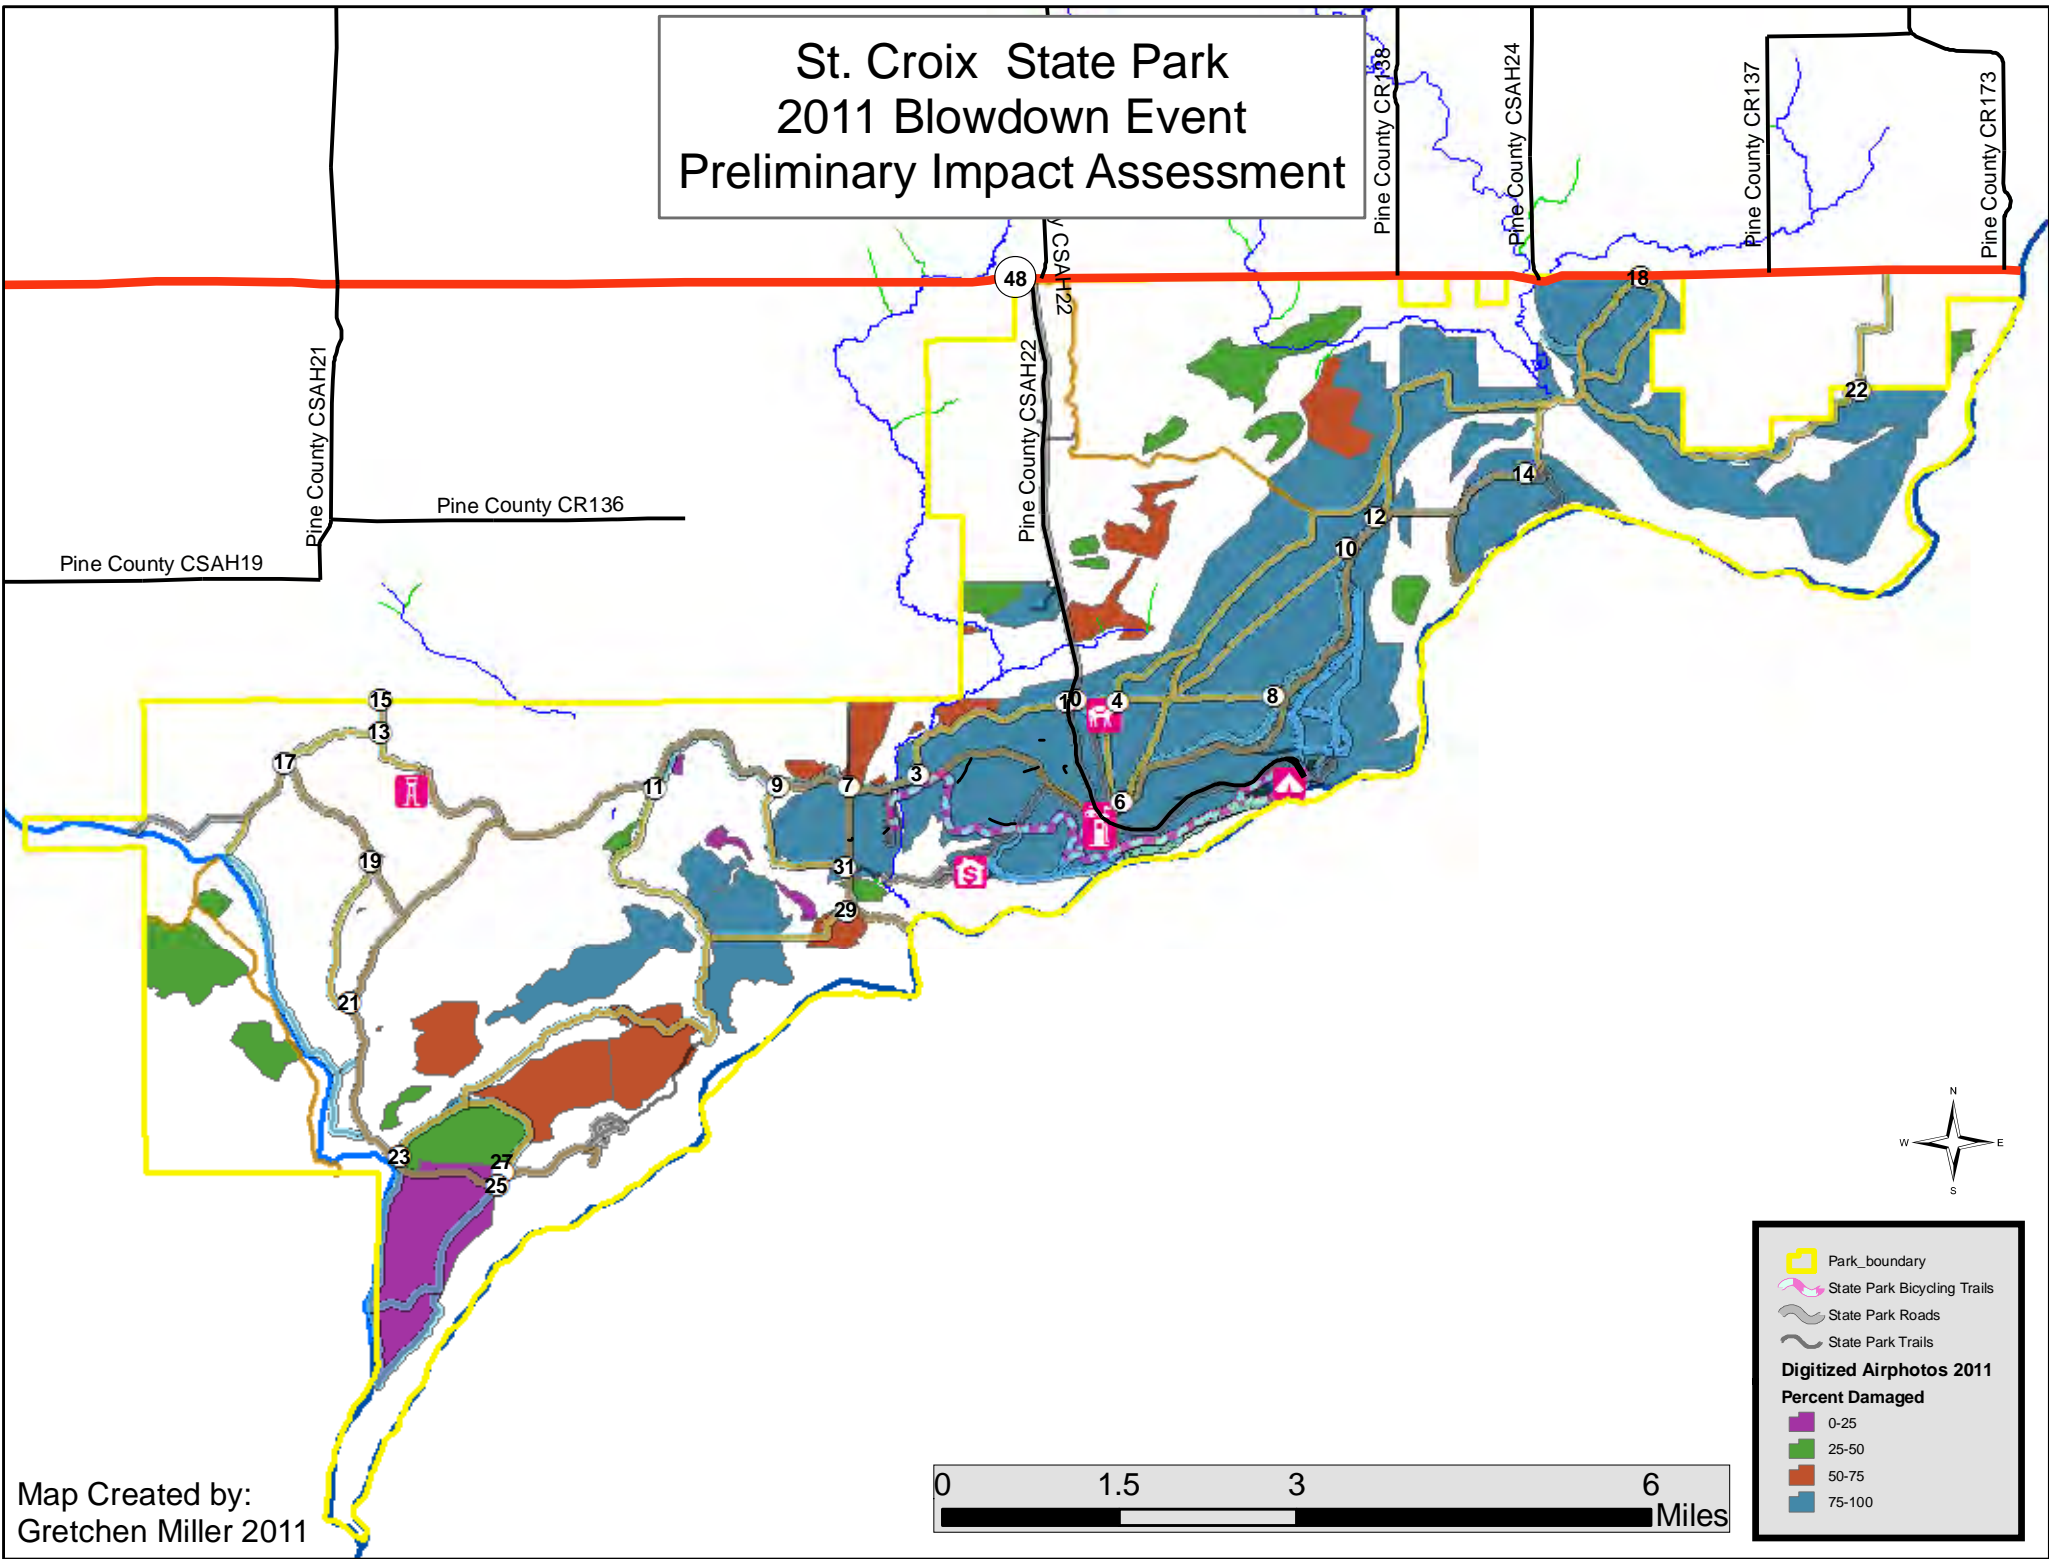 St. Croix State Park
2011 Blowdown Event
Preliminary Impact Assessment
Pine County CR138
Pine County CSAH24
Pine County CR137
Pine County CR173
48
y CSAH22
18
Pine County CSAH21
Pine County CSAH22
22
Pine County CR136
14
12
10
Pine County CSAH19
15
10
4
8
13
17
3
11
9
7
6
19
31
$
29
21
23
27
25
N
W E
S
Park_boundary
State Park Bicycling Trails
State Park Roads
State Park Trails
Digitized Airphotos 2011
Percent Damaged
0-25
25-50
50-75
75-100
0 1.5 3 6
Miles
Map Created by:
Gretchen Miller 2011